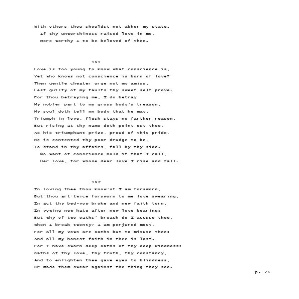 With others thou shouldst not abhor my state.
If thy unworthiness raised love in me,
More worthy I to be beloved of thee.
Love is too young to know what conscience is,
Yet who knows not conscience is born of love?
Then gentle cheater urge not my amiss,
Lest guilty of my faults thy sweet self prove.
For thou betraying me, I do betray
My nobler part to my gross body's treason,
My soul doth tell my body that he may,
Triumph in love, flesh stays no farther reason,
But rising at thy name doth point out thee,
As his triumphant prize, proud of this pride,
He is contented thy poor drudge to be,
To stand in thy affairs, fall by thy side.
No want of conscience hold it that I call,
Her love, for whose dear love I rise and fall.
In loving thee thou know'st I am forsworn,
But thou art twice forsworn to me love swearing,
In act thy bed-vow broke and new faith torn,
In vowing new hate after new love bearing:
But why of two oaths' breach do I accuse thee,
When I break twenty? I am perjured most,
For all my vows are oaths but to misuse thee:
And all my honest faith in thee is lost.
For I have sworn deep oaths of thy deep kindness:
Oaths of thy love, thy truth, thy constancy,
And to enlighten thee gave eyes to blindness,
Or made them swear against the thing they see.